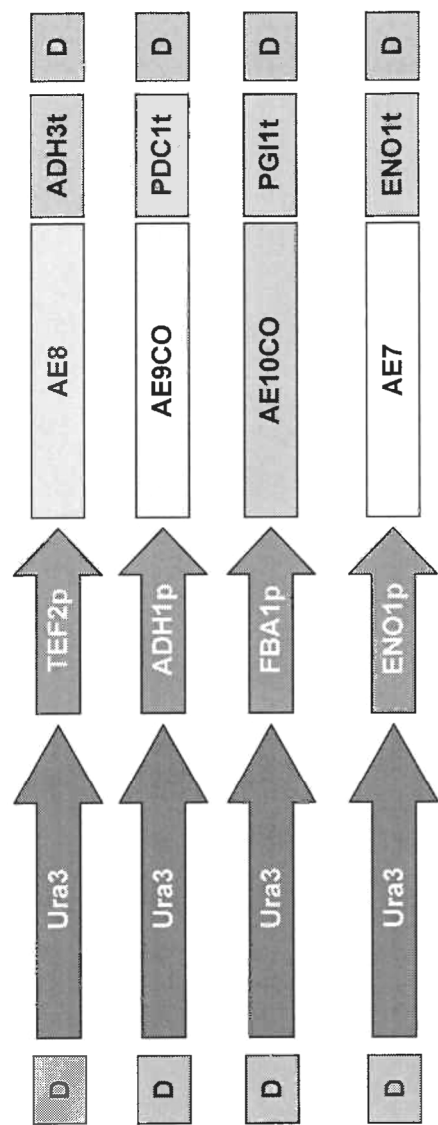 D Ura3 TEF2p AE8 ADH3t D
D Ura3 ADH1p AE9CO PDC1t D
D Ura3 FBA1p AE10CO PGI1t D
D Ura3 ENO1p AE7 ENO1t D